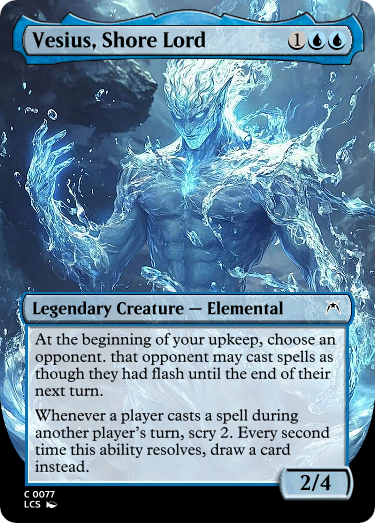 Vesius, Shore Lord 1
Legendary Creature — Elemental
At the beginning of your upkeep, choose an
opponent. that opponent may cast spells as
though they had flash until the end of their
next turn.
Whenever a player casts a spell during
another player's turn, scry 2. Every second
time this ability resolves, draw a card
instead.
2/4
C 0077
LCS